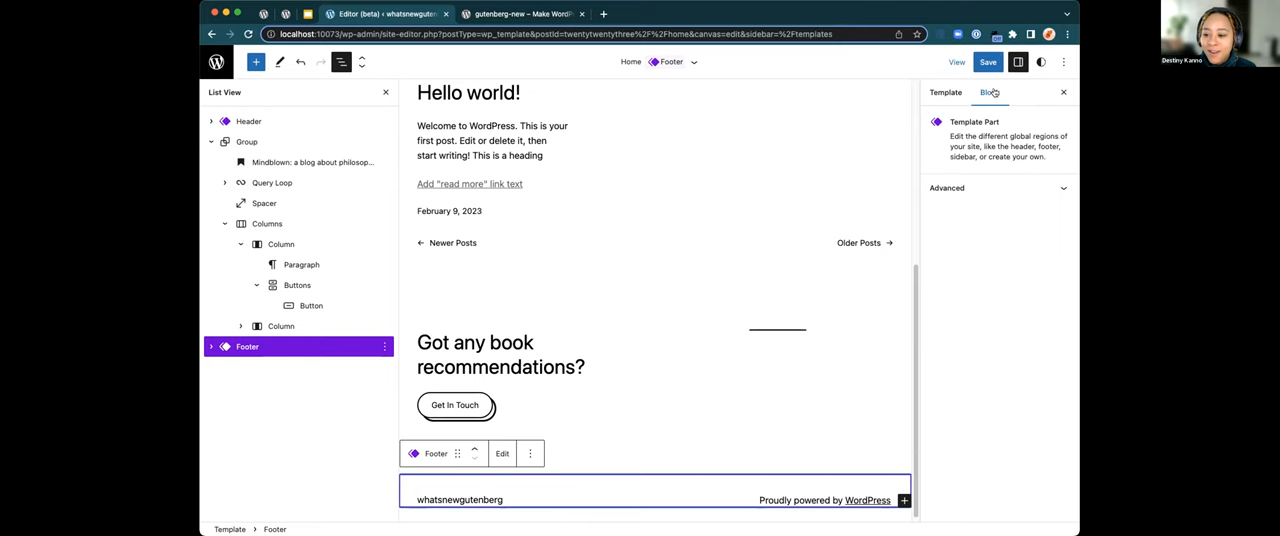 Editor (beta) ‹ whatsnewguten
gutenberg-new – Make WordP
localhost:10073/wp-admin/site-editor.php?postType=wp_template&postId=twentytwentythree%2F%2Fhome&canvas=edit&sidebar=%2Ftemplates
Destiny Kanno
Home
Footer
View
Save
List View
Header
Group
Mindblown: a blog about philosop...
Query Loop
Spacer
Columns
Column
Paragraph
Buttons
Button
Column
Footer
Hello world!
Welcome to WordPress. This is your
first post. Edit or delete it, then
start writing! This is a heading
Add "read more" link text
February 9, 2023
← Newer Posts
Older Posts →
Got any book
recommendations?
Get In Touch
Footer
Edit
whatsnewgutenberg
Proudly powered by WordPress
Template
Template Part
Edit the different global regions of
your site, like the header, footer,
sidebar, or create your own.
Advanced
Template > Footer